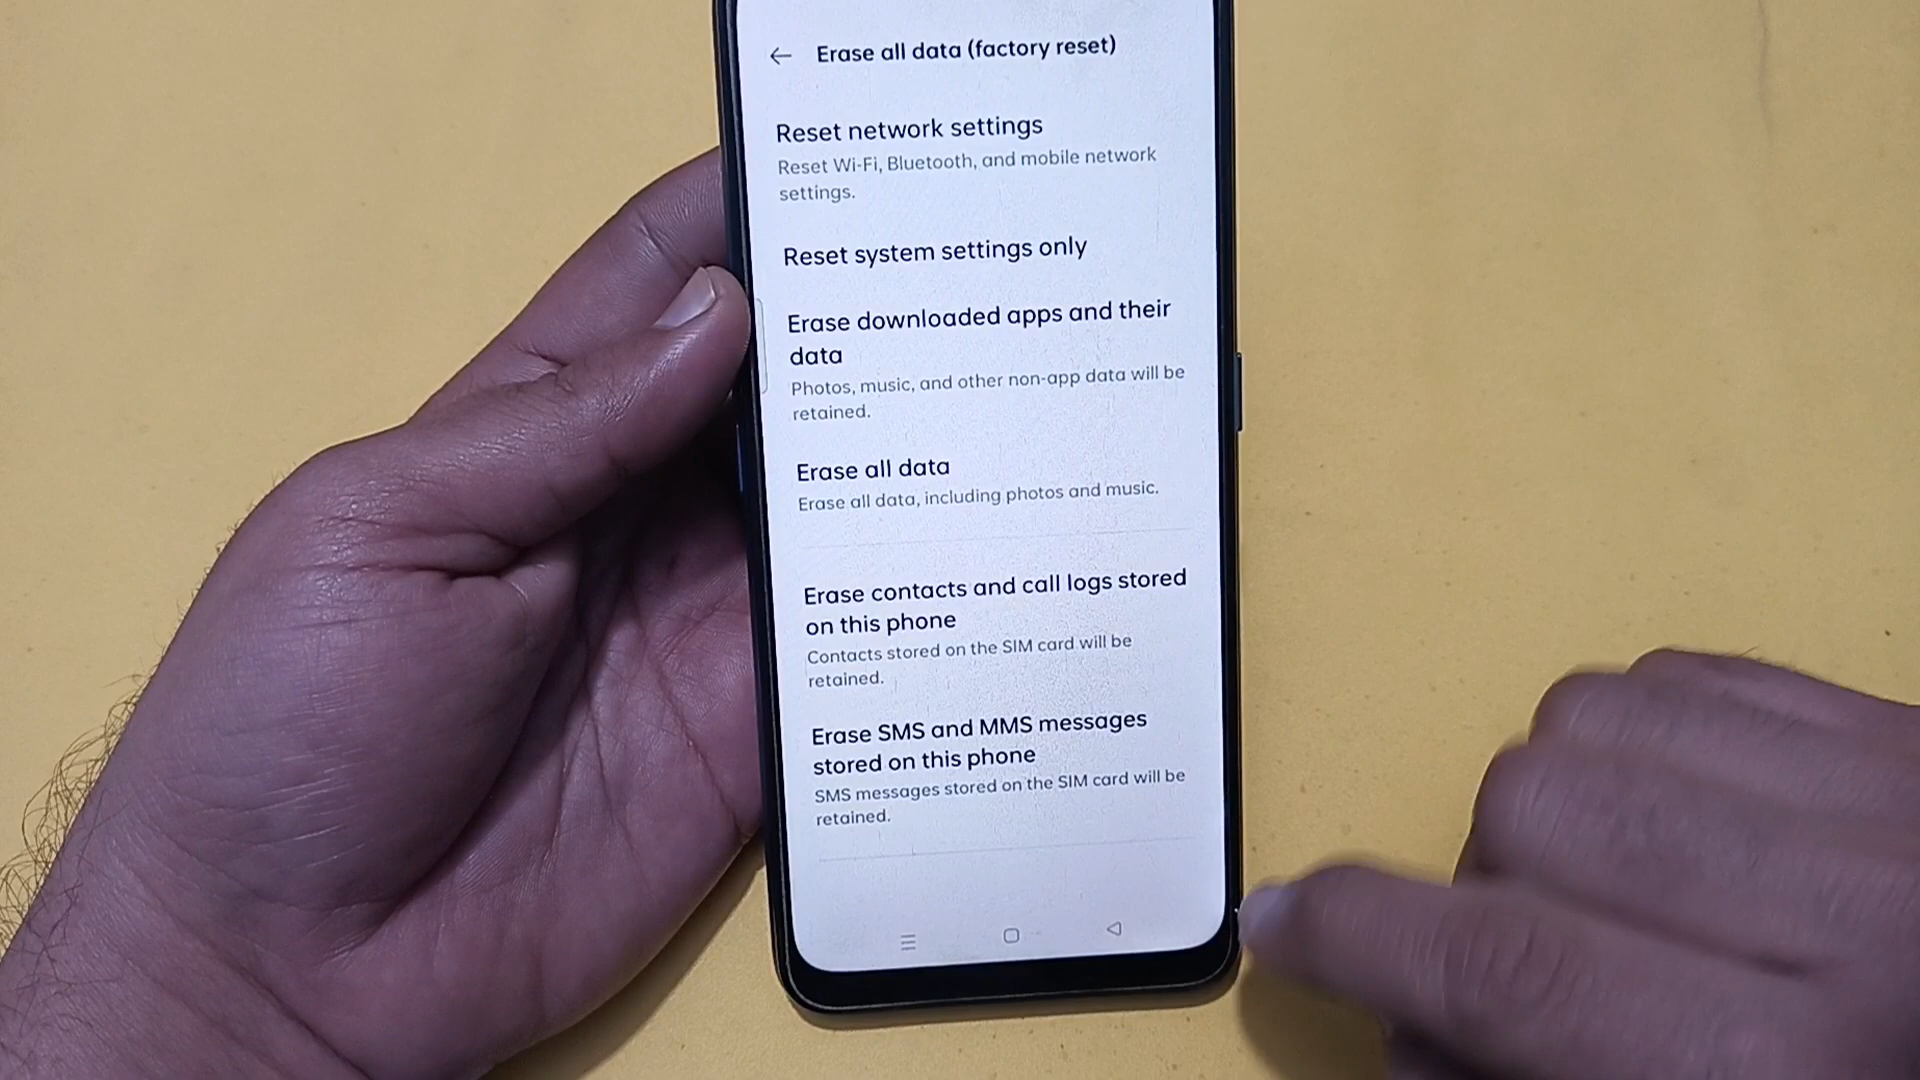 Erase all data (factory reset)
Reset network settings
Reset Wi-Fi, Bluetooth, and mobile network
settings.
Reset system settings only
Erase downloaded apps and their
data
Photos, music, and other non-app data will be
retained.
Erase all data
Erase all data, including photos and music.
Erase contacts and call logs stored
on this phone
Contacts stored on the SIM card will be
retained.
Erase SMS and MMS messages
stored on this phone
SMS messages stored on the SIM card will be
retained.